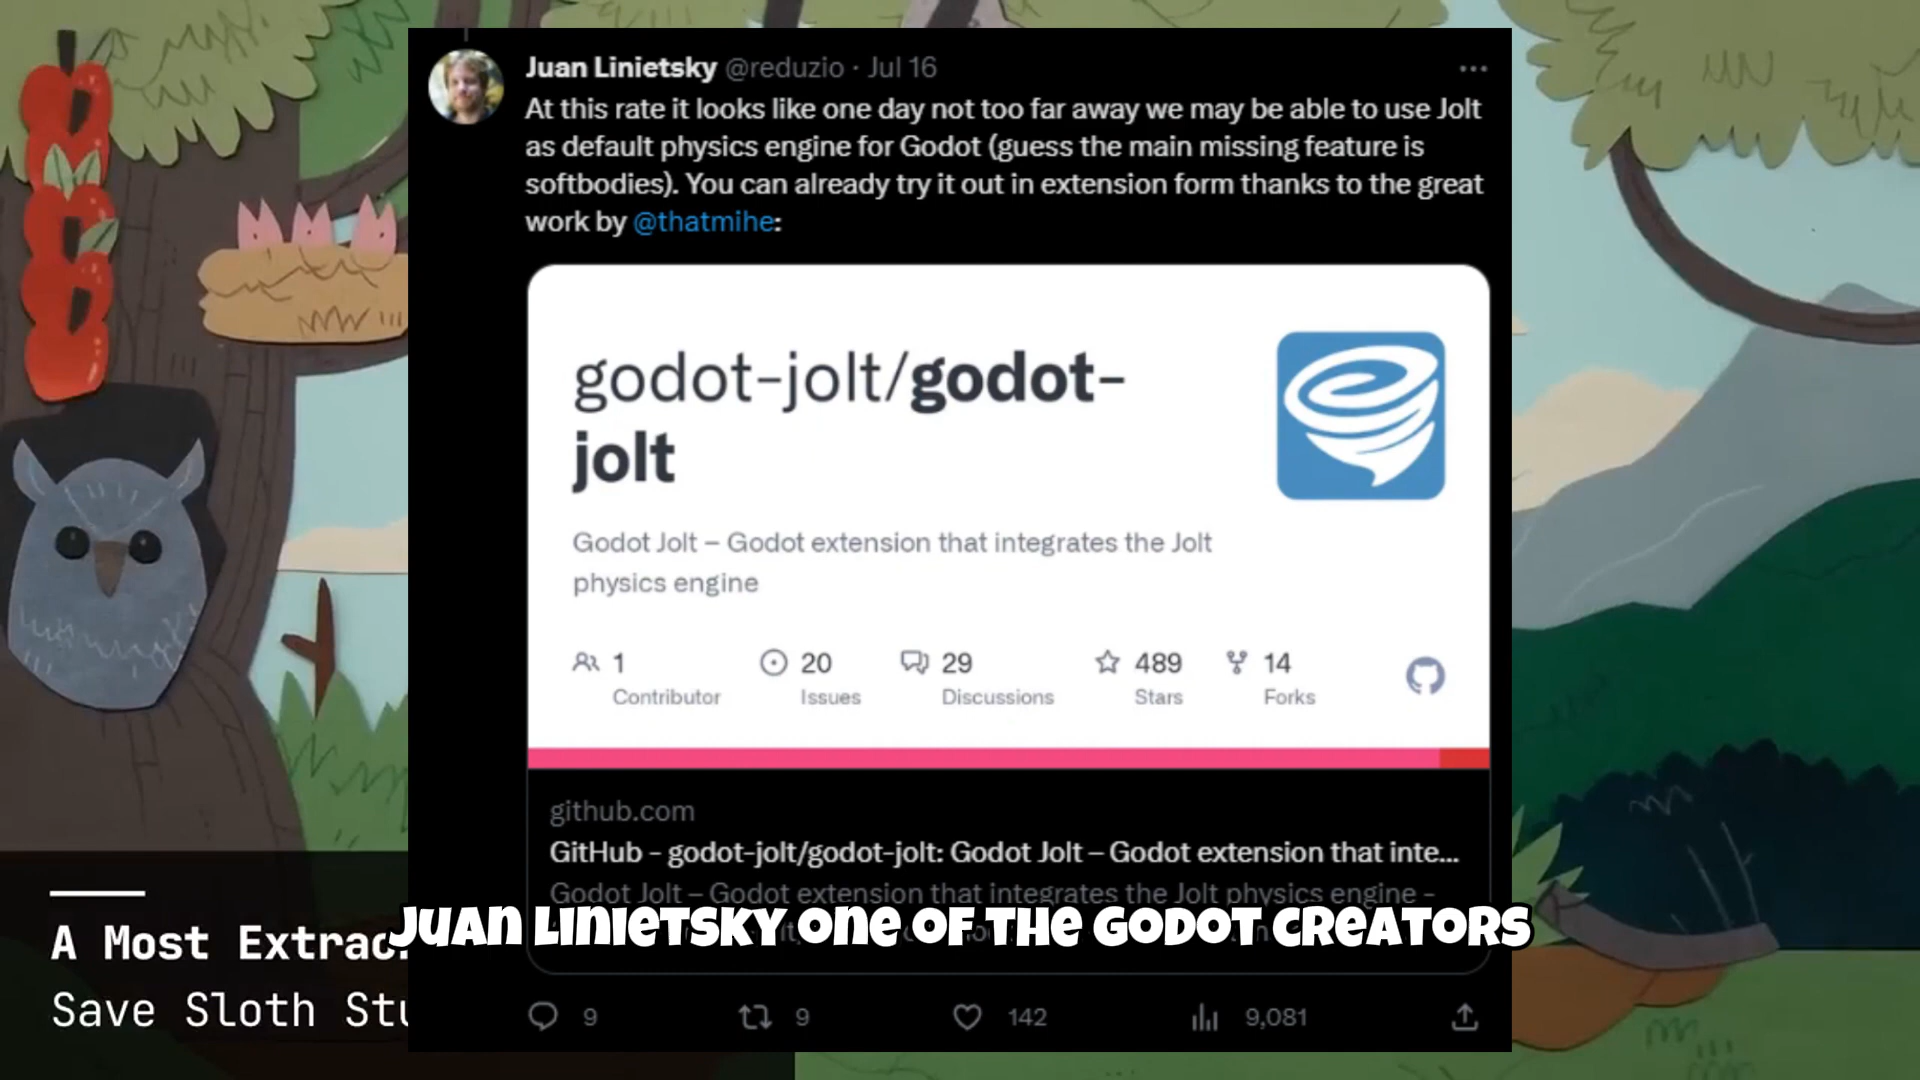 Juan Linietsky @reduzio · Jul 16
At this rate it looks like one day not too far away we may be able to use Jolt
as default physics engine for Godot (guess the main missing feature is
softbodies). You can already try it out in extension form thanks to the great
work by @thatmihe:
godot-jolt/godot-
jolt
Godot Jolt – Godot extension that integrates the Jolt
physics engine
1
Contributor
20
Issues
29
Discussions
489
Stars
14
Forks
github.com
GitHub - godot-jolt/godot-jolt: Godot Jolt – Godot extension that inte...
Godot Jolt – Godot extension that integrates the Jolt physics engine -
Juan Linietsky one of the Godot creators
A Most Extrac
Save Sloth Stu
9
9
142
9,081